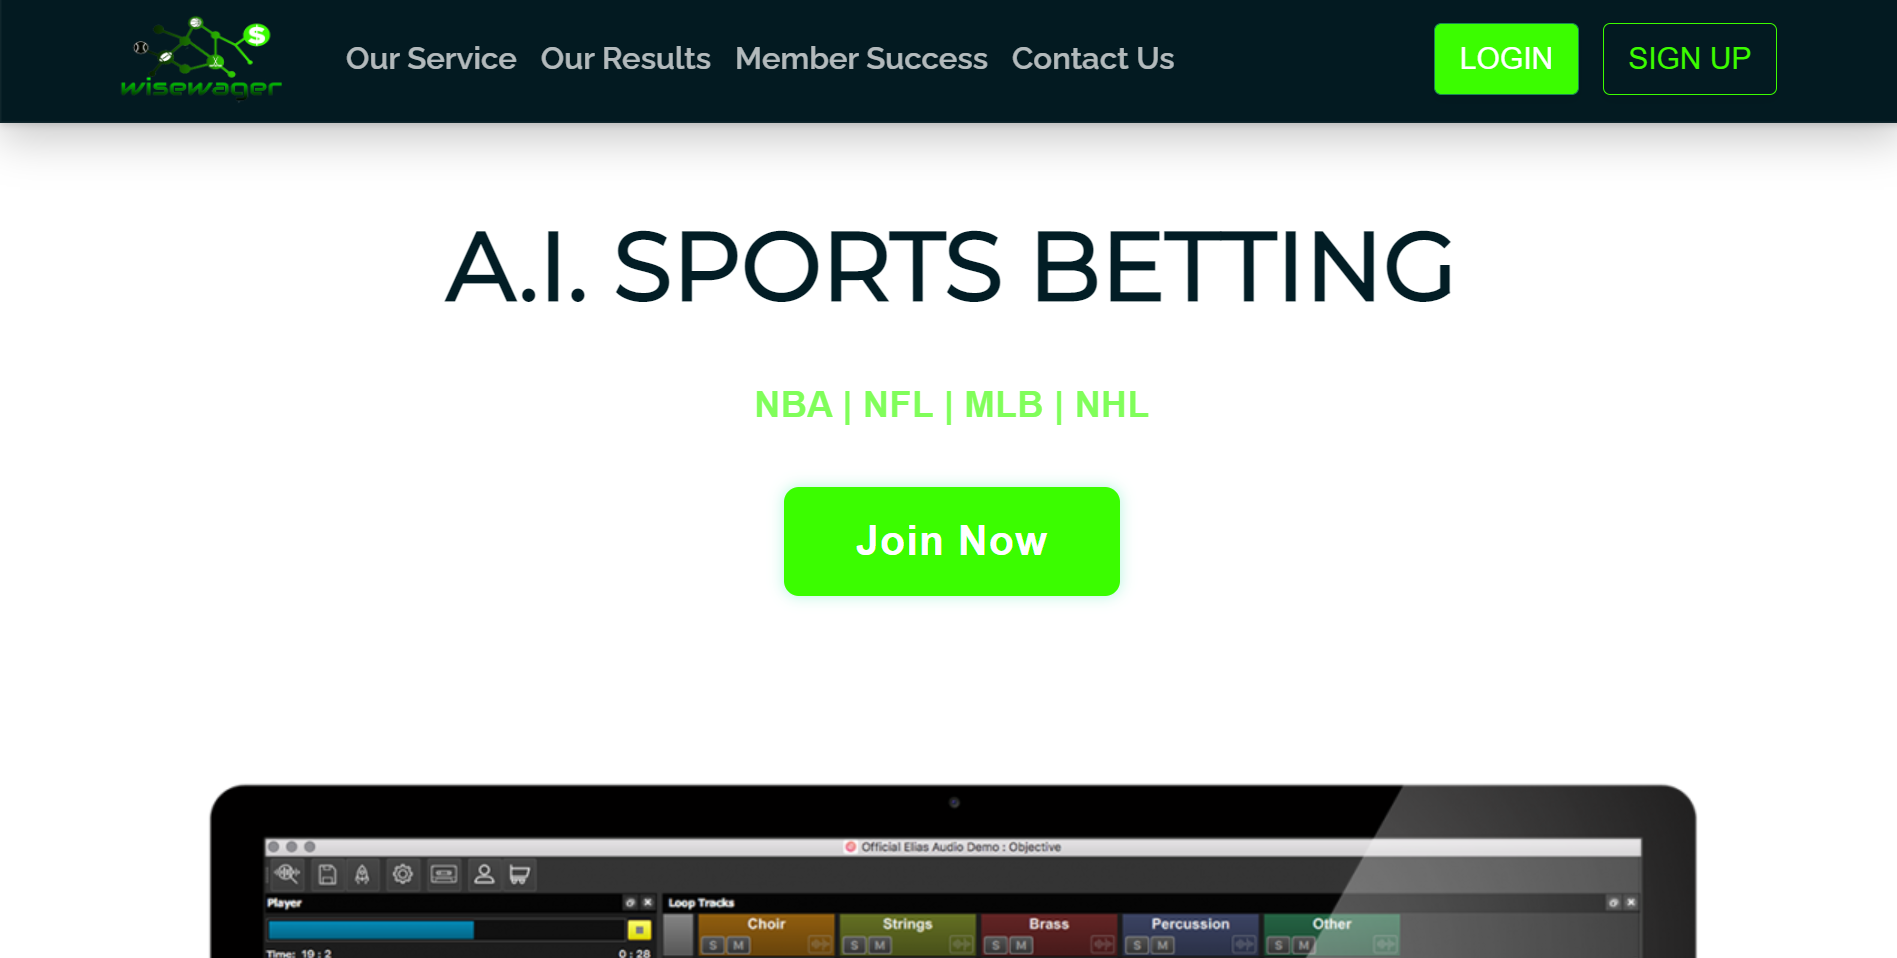 wisewager
Our Service Our Results Member Success Contact Us
LOGIN SIGN UP
A.I. SPORTS BETTING
NBA | NFL | MLB | NHL
Join Now
Official Elias Audio Demo : Objective
Player
Loop Tracks
Choir Strings Brass Percussion Other
S M S M S M S M S M
Time: 19 : 2 0 : 28